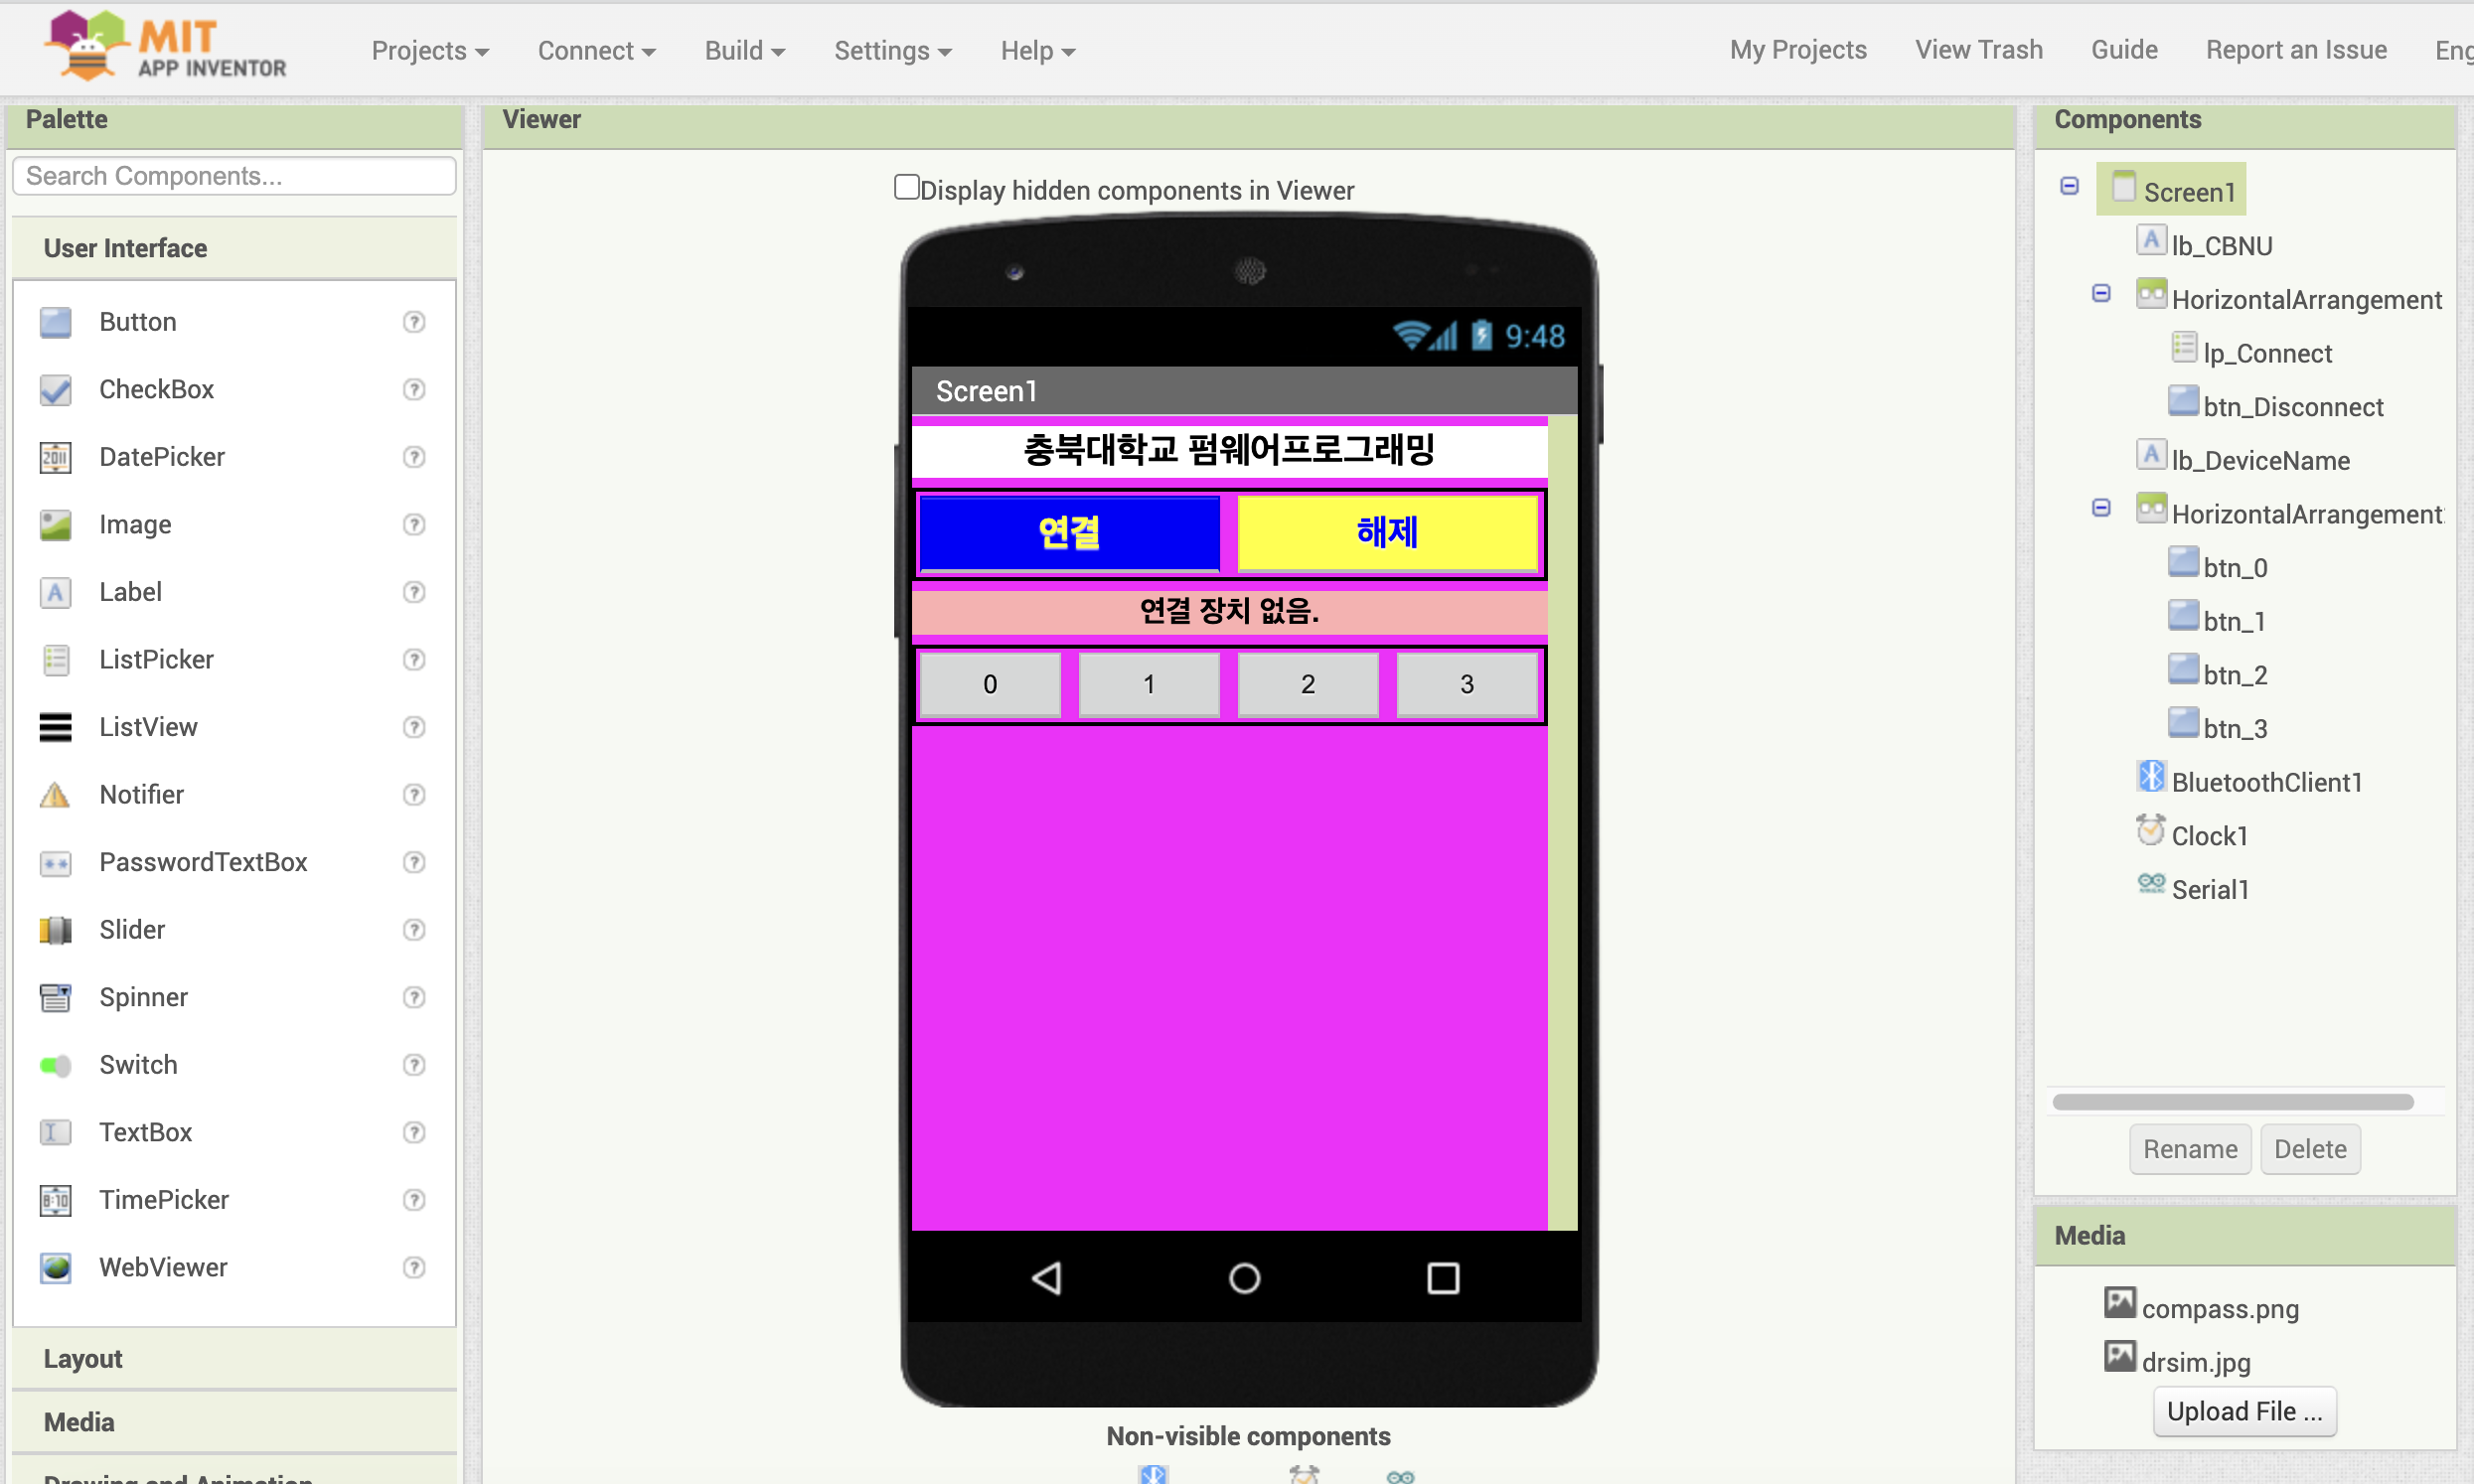 MIT
APP INVENTOR
Projects
Connect
Build
Settings
Help
My Projects
View Trash
Guide
Report an Issue
Eng
Palette
Search Components...
User Interface
Button
CheckBox
DatePicker
Image
Label
ListPicker
ListView
Notifier
PasswordTextBox
Slider
Spinner
Switch
TextBox
TimePicker
WebViewer
Layout
Media
Drawing and Animation
Viewer
Display hidden components in Viewer
9:48
Screen1
충북대학교 펌웨어프로그래밍
연결
해제
연결 장치 없음.
0
1
2
3
Non-visible components
Components
Screen1
lb_CBNU
HorizontalArrangement
lp_Connect
btn_Disconnect
lb_DeviceName
HorizontalArrangement
btn_0
btn_1
btn_2
btn_3
BluetoothClient1
Clock1
Serial1
Rename
Delete
Media
compass.png
drsim.jpg
Upload File ...